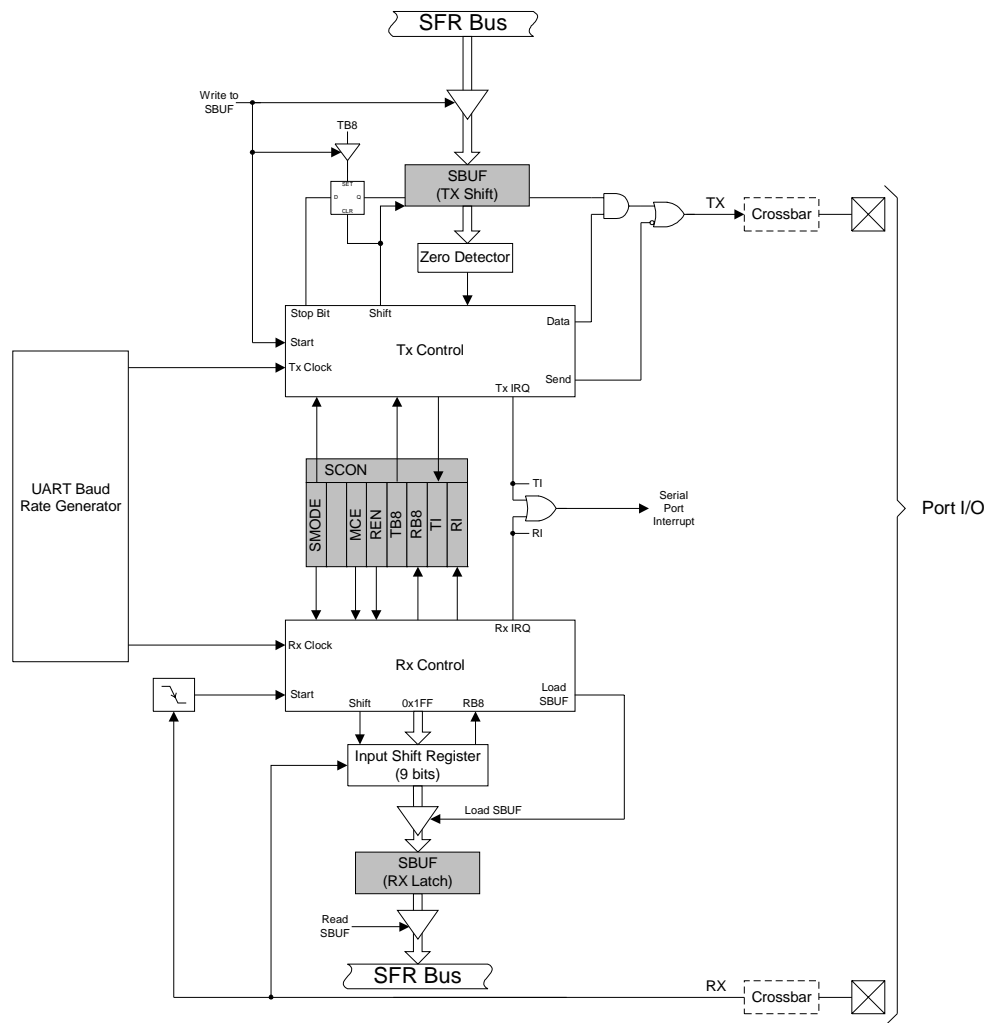 SFR Bus
Write to
SBUF
TB8
SET
D
Q
CLR
SBUF
(TX Shift)
TX
Crossbar
Zero Detector
Stop Bit
Shift
Start
Tx Clock
Tx Control
Data
Send
Tx IRQ
UART Baud
Rate Generator
SCON
SMODE
MCE
REN
TB8
RB8
TI
RI
TI
RI
Serial
Port
Interrupt
Port I/O
Rx IRQ
Rx Clock
Rx Control
Start
Load
SBUF
Shift
0x1FF
RB8
Input Shift Register
(9 bits)
Load SBUF
SBUF
(RX Latch)
Read
SBUF
SFR Bus
RX
Crossbar